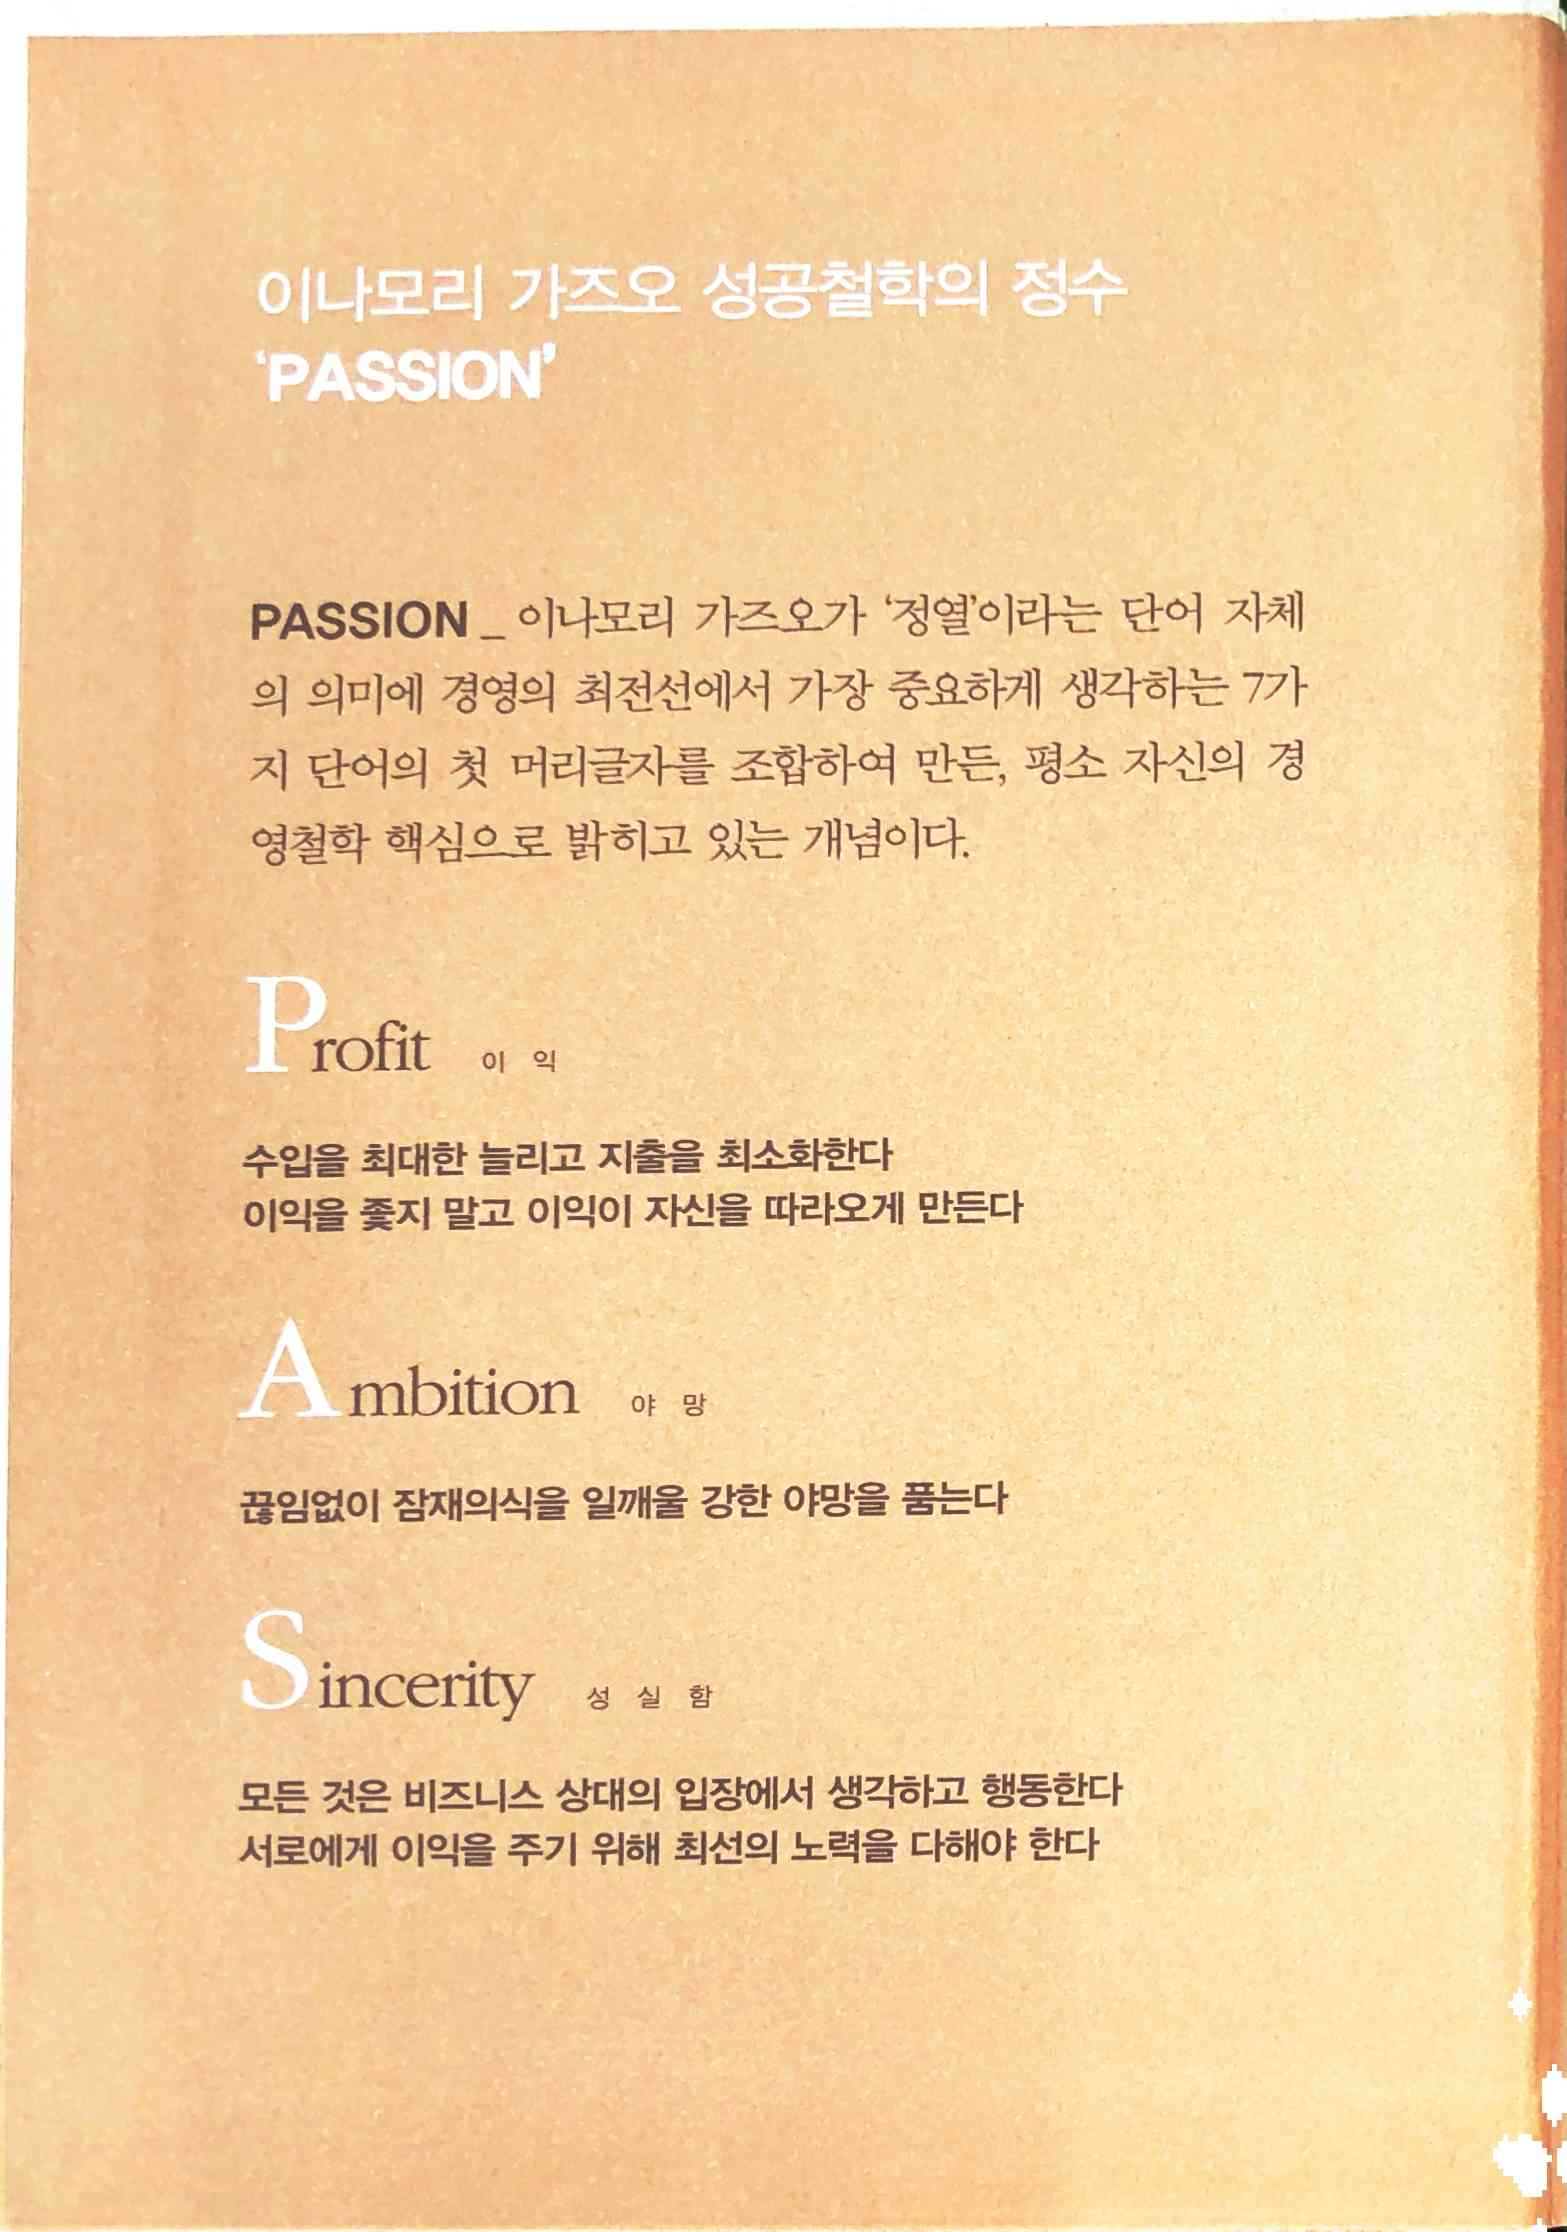 이나모리 가즈오 성공철학의 정수
‘PASSION’
PASSION _ 이나모리 가즈오가 ‘정열’이라는 단어 자체
의 의미에 경영의 최전선에서 가장 중요하게 생각하는 7가
지 단어의 첫 머리글자를 조합하여 만든, 평소 자신의 경
영철학 핵심으로 밝히고 있는 개념이다.
Profit 이 익
수입을 최대한 늘리고 지출을 최소화한다
이익을 좇지 말고 이익이 자신을 따라오게 만든다
Ambition 야 망
끊임없이 잠재의식을 일깨울 강한 야망을 품는다
Sincerity 성 실 함
모든 것은 비즈니스 상대의 입장에서 생각하고 행동한다
서로에게 이익을 주기 위해 최선의 노력을 다해야 한다